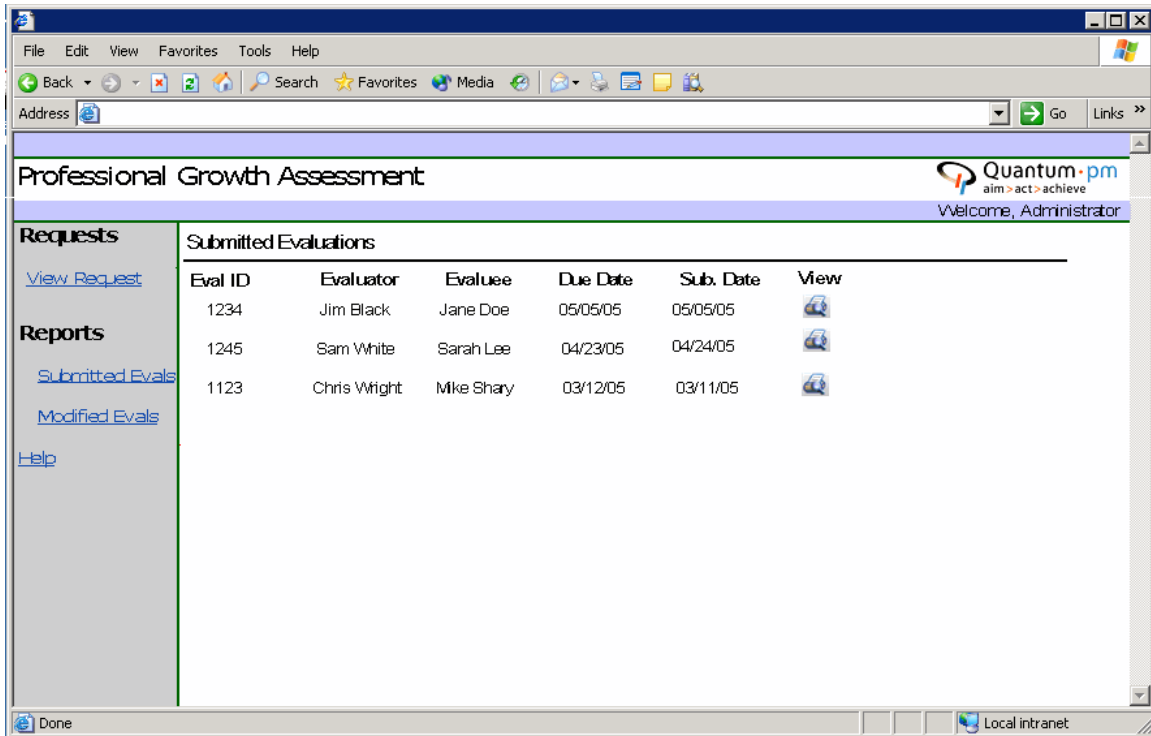 File Edit View Favorites Tools Help
Back Search Favorites Media
Address Go Links »
Professional Growth Assessment
Quantum·pm
aim>act>achieve
Welcome, Administrator
Requests
View Request
Reports
Submitted Evals
Modified Evals
Help
Submitted Evaluations
Eval ID Evaluator Evaluee Due Date Sub. Date View
1234 Jim Black Jane Doe 05/05/05 05/05/05
1245 Sam White Sarah Lee 04/23/05 04/24/05
1123 Chris Wright Mike Shary 03/12/05 03/11/05
Done Local intranet